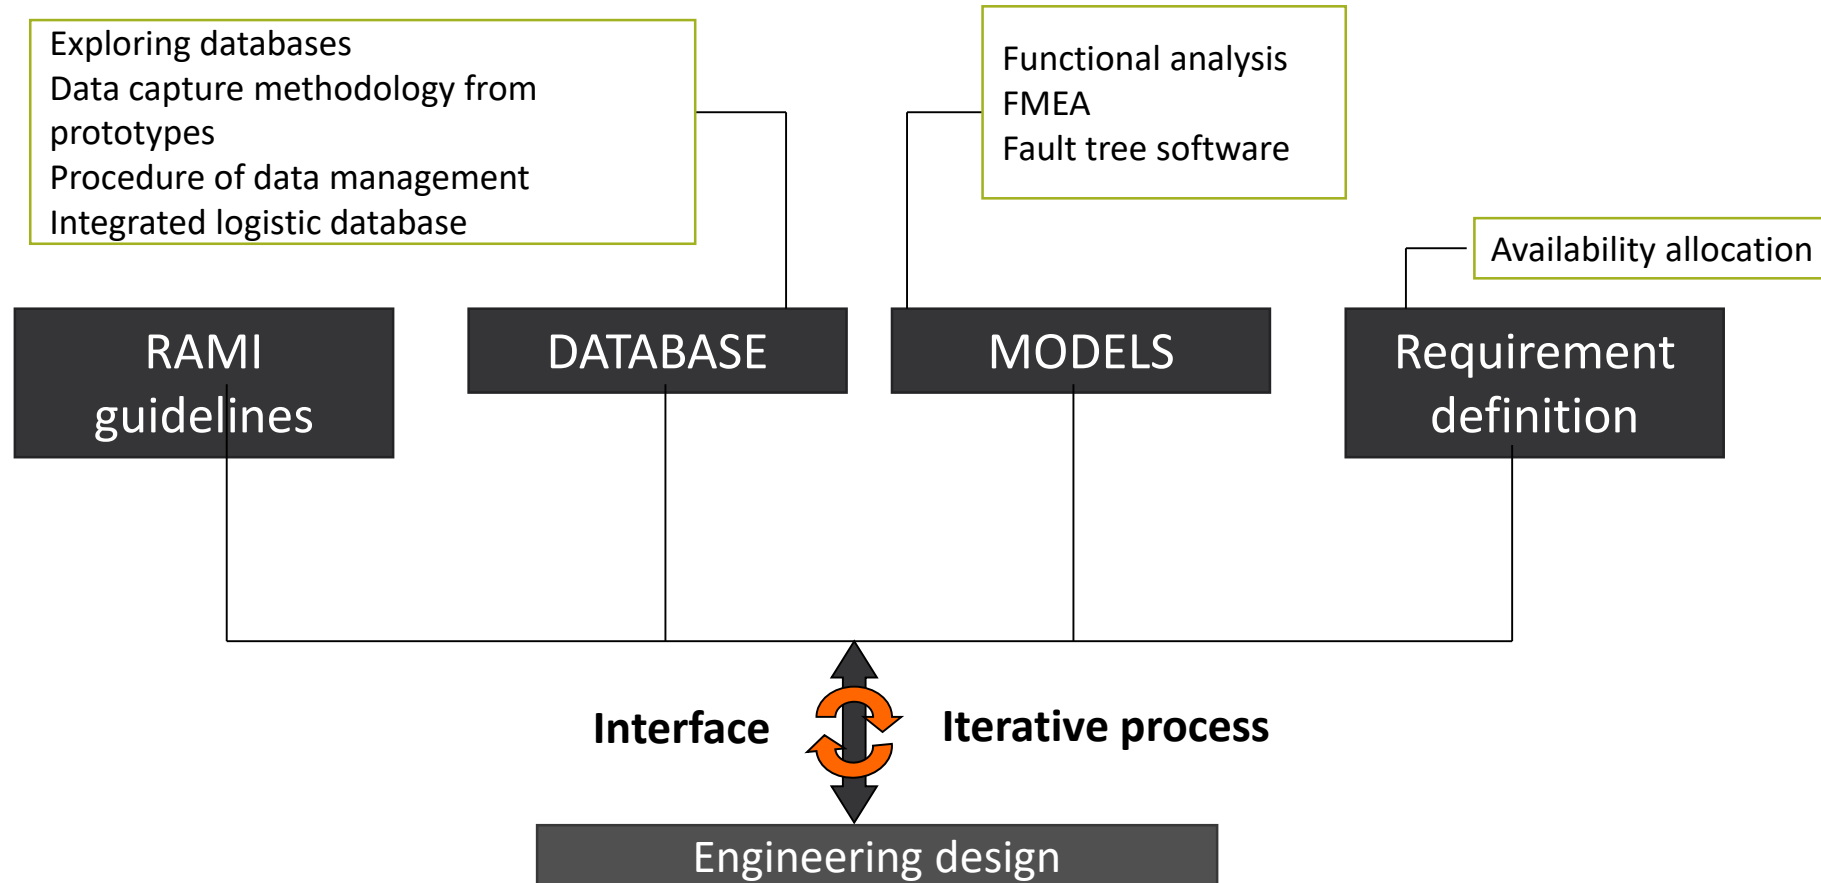 Exploring databases
Data capture methodology from
prototypes
Procedure of data management
Integrated logistic database
Functional analysis
FMEA
Fault tree software
Availability allocation
RAMI
guidelines
DATABASE
MODELS
Requirement
definition
Interface
Iterative process
Engineering design